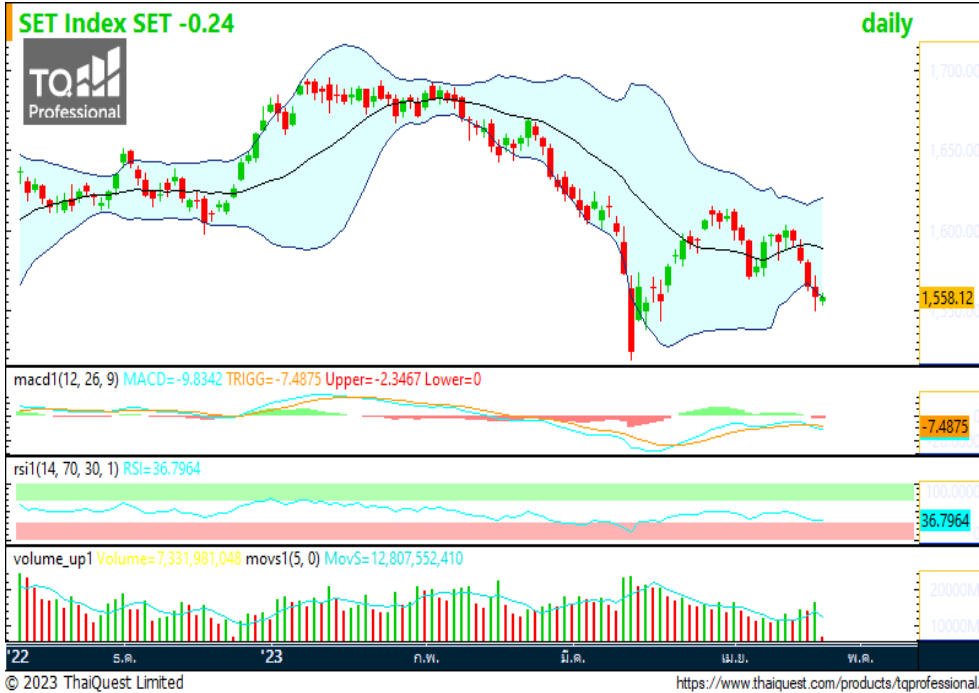 SET Index SET -0.24 daily
TQ
Professional
1,700.00
1,650.00
1,600.00
1,558.12
macd1(12, 26, 9) MACD=-9.8342 TRIGG=-7.4875 Upper=-2.3467 Lower=0
-7.4875
rsi1(14, 70, 30, 1) RSI=36.7964
100.0000
36.7964
volume_up1 Volume=7,331,981,048 movs1(5, 0) MovS=12,807,552,410
20000M
10000M
'22 ธ.ค. '23 ก.พ. มี.ค. เม.ย. พ.ค.
© 2023 ThaiQuest Limited https://www.thaiquest.com/products/tqprofessional